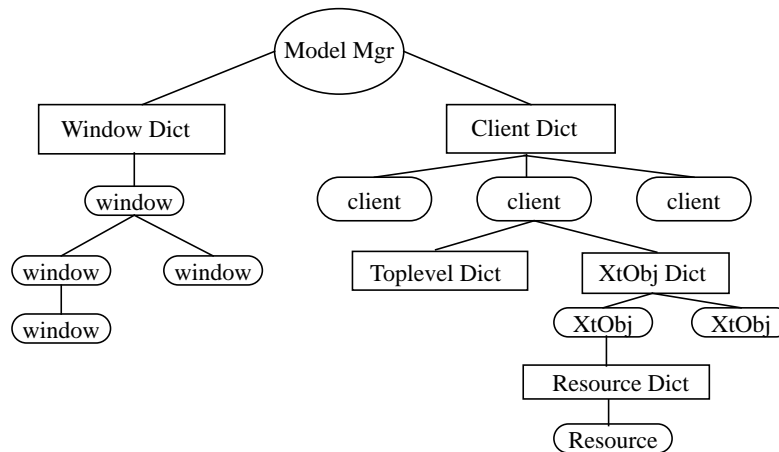 Model Mgr
Window Dict
Client Dict
window
client
client
client
window
window
Toplevel Dict
XtObj Dict
window
XtObj
XtObj
Resource Dict
Resource